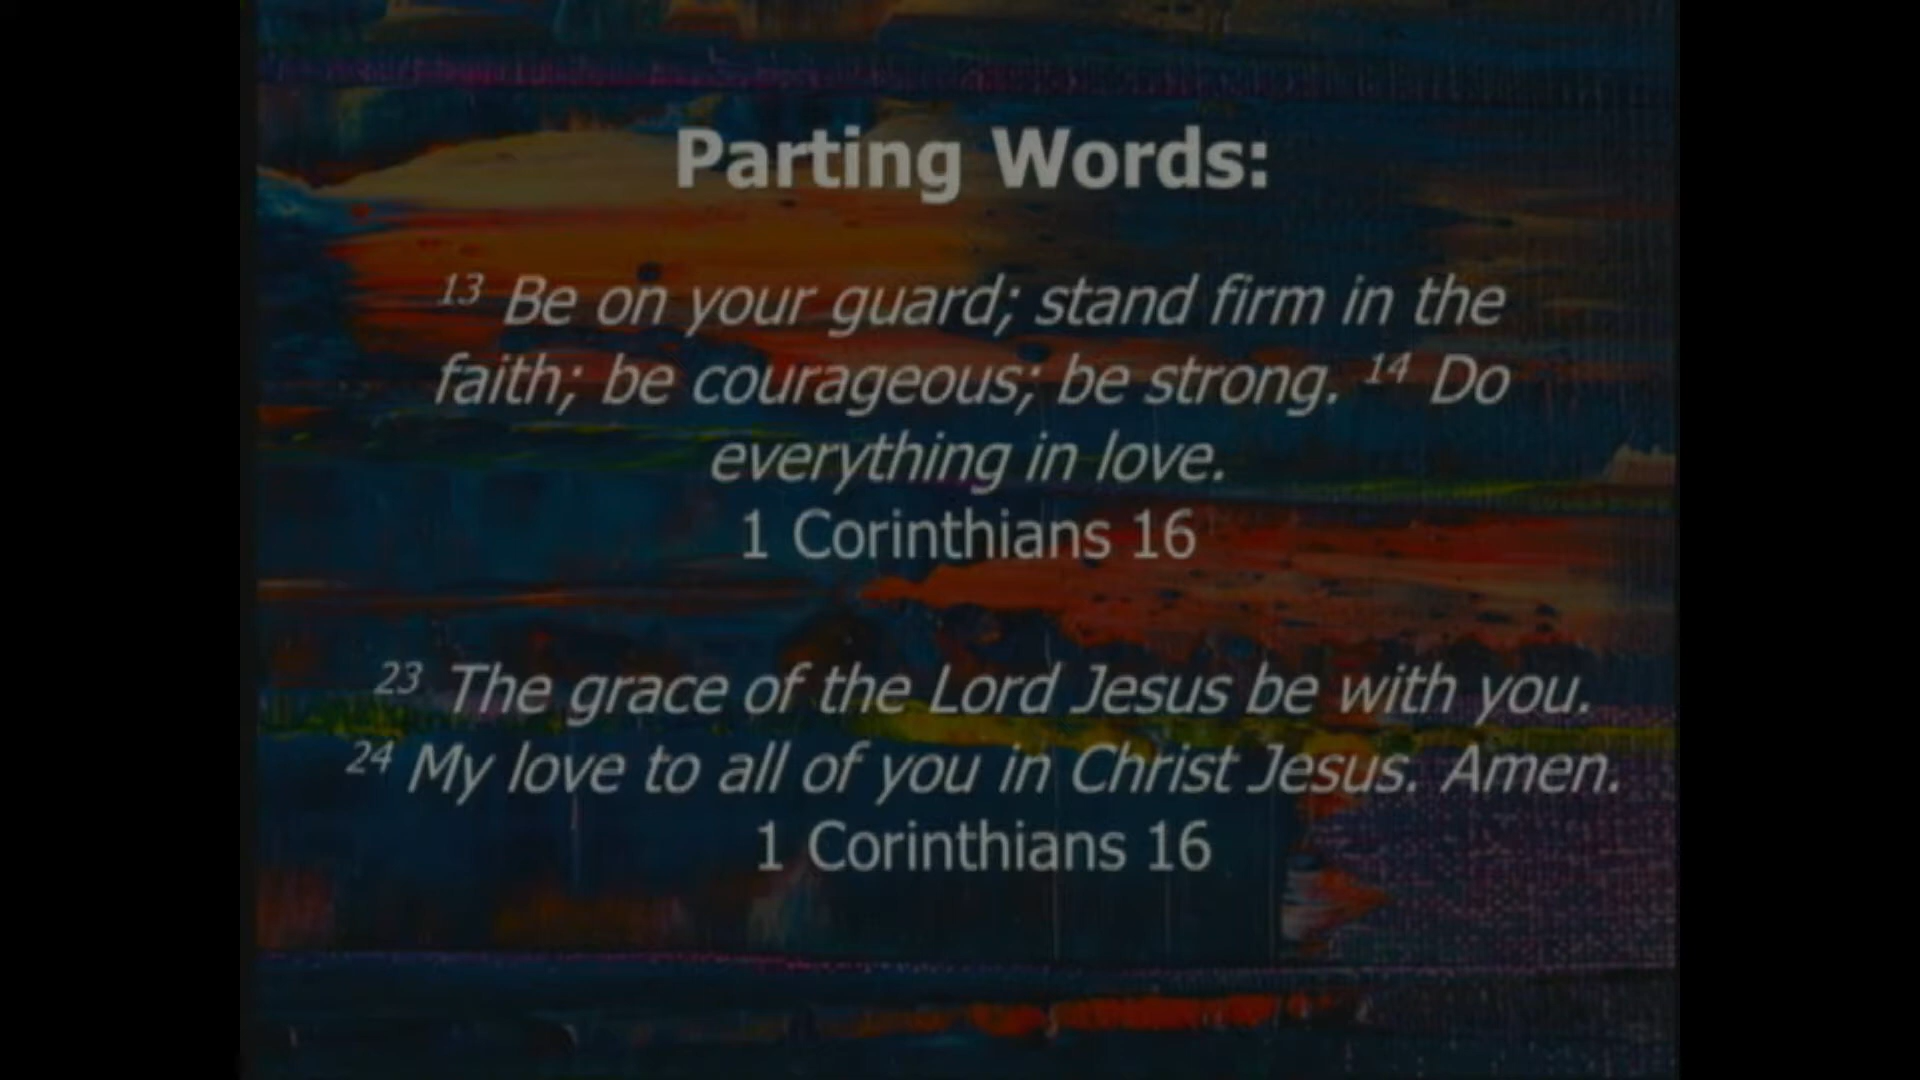 Parting Words:
13 Be on your guard; stand firm in the
faith; be courageous; be strong. 14 Do
everything in love.
1 Corinthians 16
23 The grace of the Lord Jesus be with you.
24 My love to all of you in Christ Jesus. Amen.
1 Corinthians 16